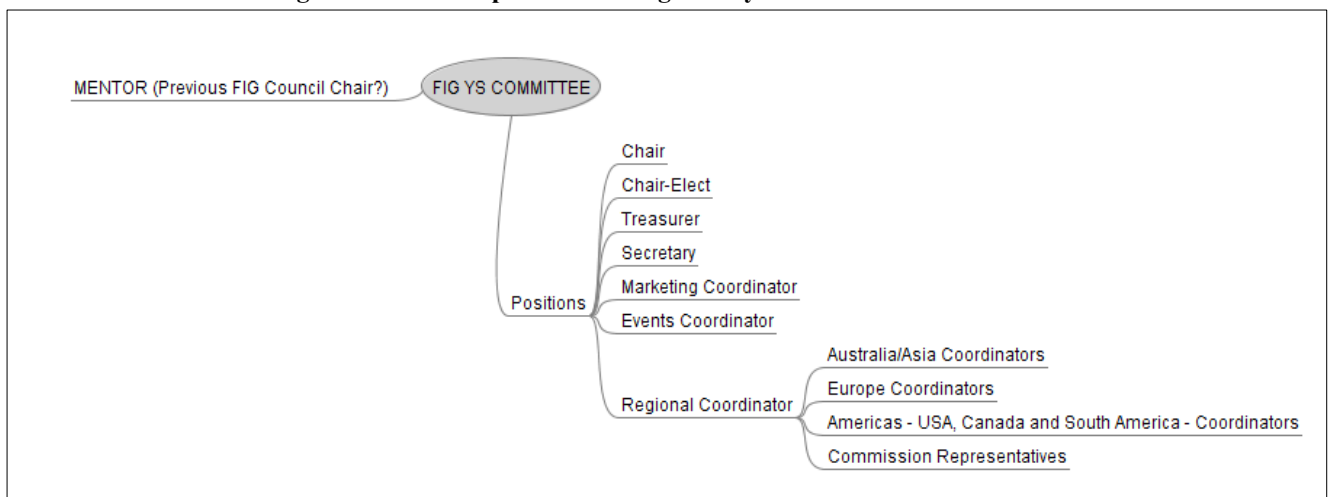 MENTOR (Previous FIG Council Chair?)
FIG YS COMMITTEE
Chair
Chair-Elect
Treasurer
Secretary
Marketing Coordinator
Positions
Events Coordinator
Regional Coordinator
Australia/Asia Coordinators
Europe Coordinators
Americas - USA, Canada and South America - Coordinators
Commission Representatives